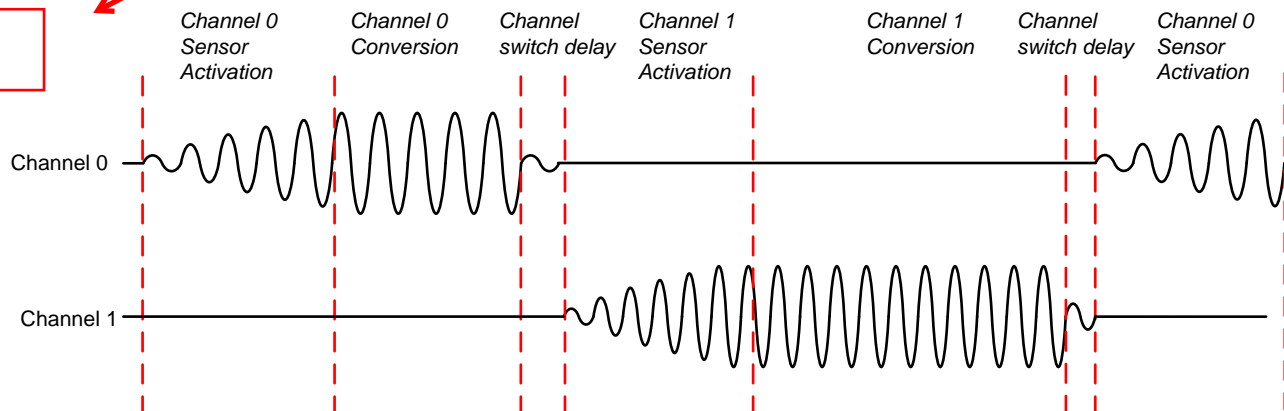 Channel 0
Sensor
Activation
Channel 0
Conversion
Channel
switch delay
Channel 1
Sensor
Activation
Channel 1
Conversion
Channel
switch delay
Channel 0
Sensor
Activation
Channel 0
Channel 1